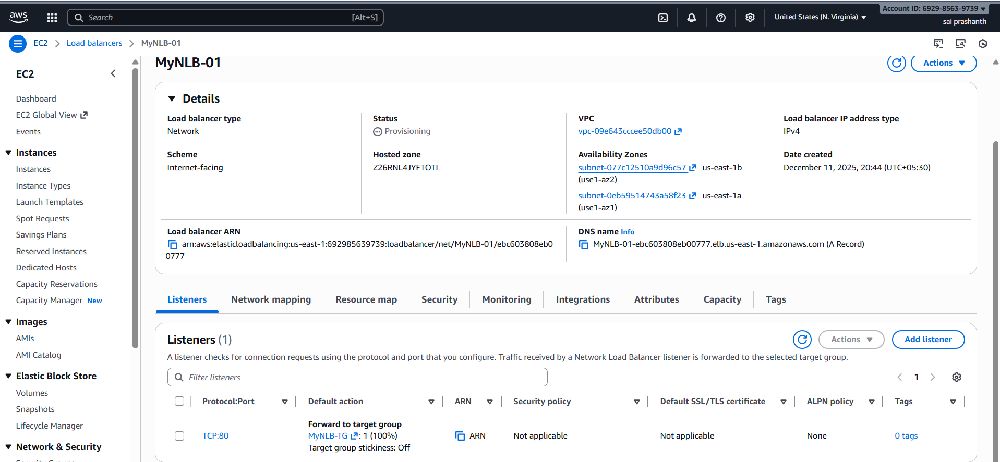 Account ID: 6929-8563-9739
aws
Search
[Alt+S]
United States (N. Virginia)
sai prashanth
EC2
Load balancers
MyNLB-01
EC2
Dashboard
EC2 Global View
Events
Instances
Instances
Instance Types
Launch Templates
Spot Requests
Savings Plans
Reserved Instances
Dedicated Hosts
Capacity Reservations
Capacity Manager New
Images
AMIs
AMI Catalog
Elastic Block Store
Volumes
Snapshots
Lifecycle Manager
Network & Security
MyNLB-01
Actions
Details
Load balancer type
Network
Status
Provisioning
VPC
vpc-09e643cccee50db00
Load balancer IP address type
IPv4
Scheme
Internet-facing
Hosted zone
Z26RNL4JYFTOTI
Availability Zones
subnet-077c12510a9d96c57 us-east-1b
(use1-az2)
subnet-0eb59514743a58f23 us-east-1a
(use1-az1)
Date created
December 11, 2025, 20:44 (UTC+05:30)
Load balancer ARN
arn:aws:elasticloadbalancing:us-east-1:692985639739:loadbalancer/net/MyNLB-01/ebc603808eb0
0777
DNS name Info
MyNLB-01-ebc603808eb00777.elb.us-east-1.amazonaws.com (A Record)
Listeners
Network mapping
Resource map
Security
Monitoring
Integrations
Attributes
Capacity
Tags
Listeners (1)
Actions
Add listener
A listener checks for connection requests using the protocol and port that you configure. Traffic received by a Network Load Balancer listener is forwarded to the selected target group.
Filter listeners
1
Protocol:Port
Default action
ARN
Security policy
Default SSL/TLS certificate
ALPN policy
Tags
TCP:80
Forward to target group
MyNLB-TG : 1 (100%)
Target group stickiness: Off
ARN
Not applicable
Not applicable
None
0 tags